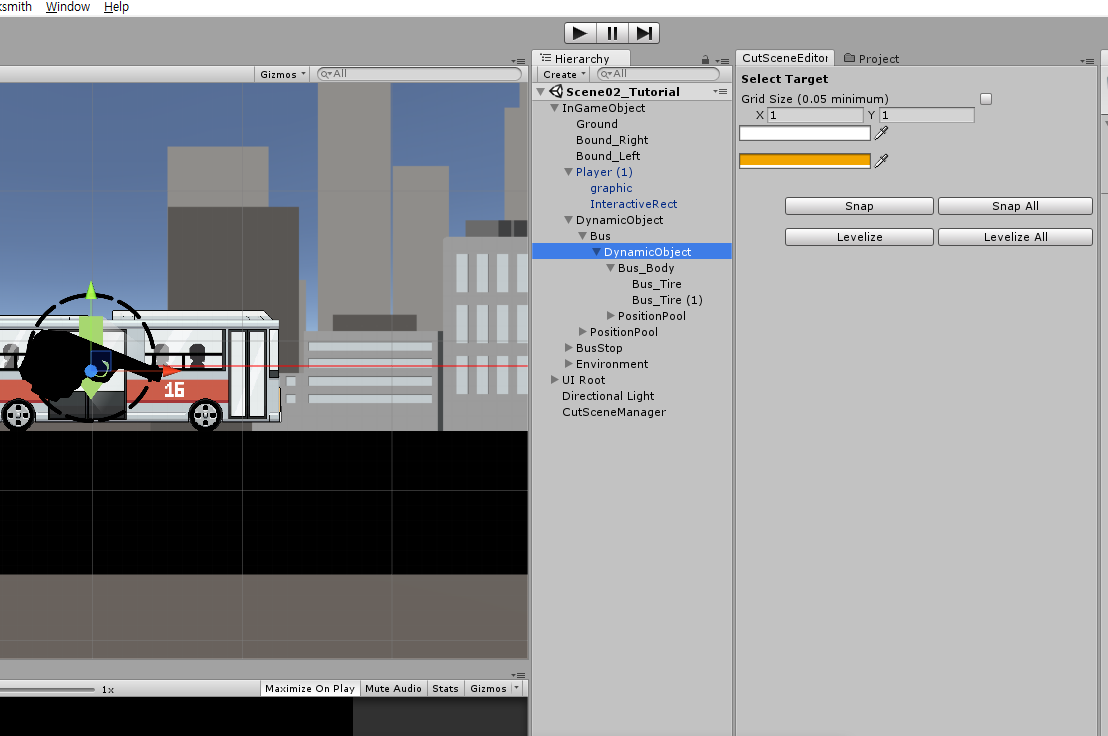 ksmith Window Help
Gizmos All
Hierarchy
Create All
Scene02_Tutorial
InGameObject
Ground
Bound_Right
Bound_Left
Player (1)
graphic
InteractiveRect
DynamicObject
Bus
DynamicObject
Bus_Body
Bus_Tire
Bus_Tire (1)
PositionPool
PositionPool
BusStop
Environment
UI Root
Directional Light
CutSceneManager
CutSceneEditor Project
Select Target
Grid Size (0.05 minimum)
X 1 Y 1
Snap Snap All
Levelize Levelize All
16
1x Maximize On Play Mute Audio Stats Gizmos